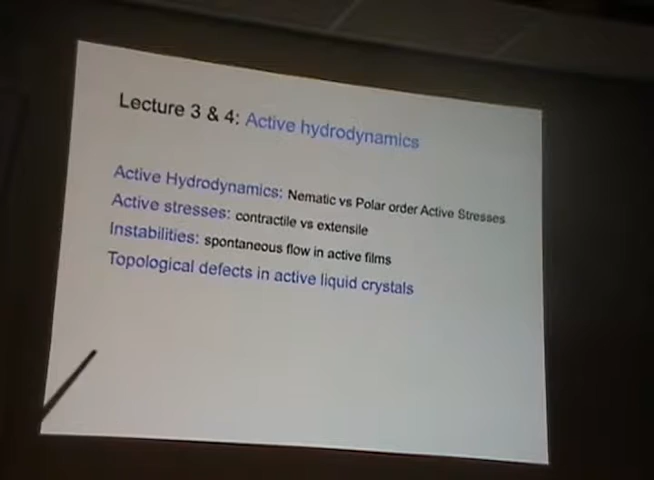 Lecture 3 & 4: Active hydrodynamics
Active Hydrodynamics: Nematic vs Polar order Active Stresses
Active stresses: contractile vs extensile
Instabilities: spontaneous flow in active films
Topological defects in active liquid crystals